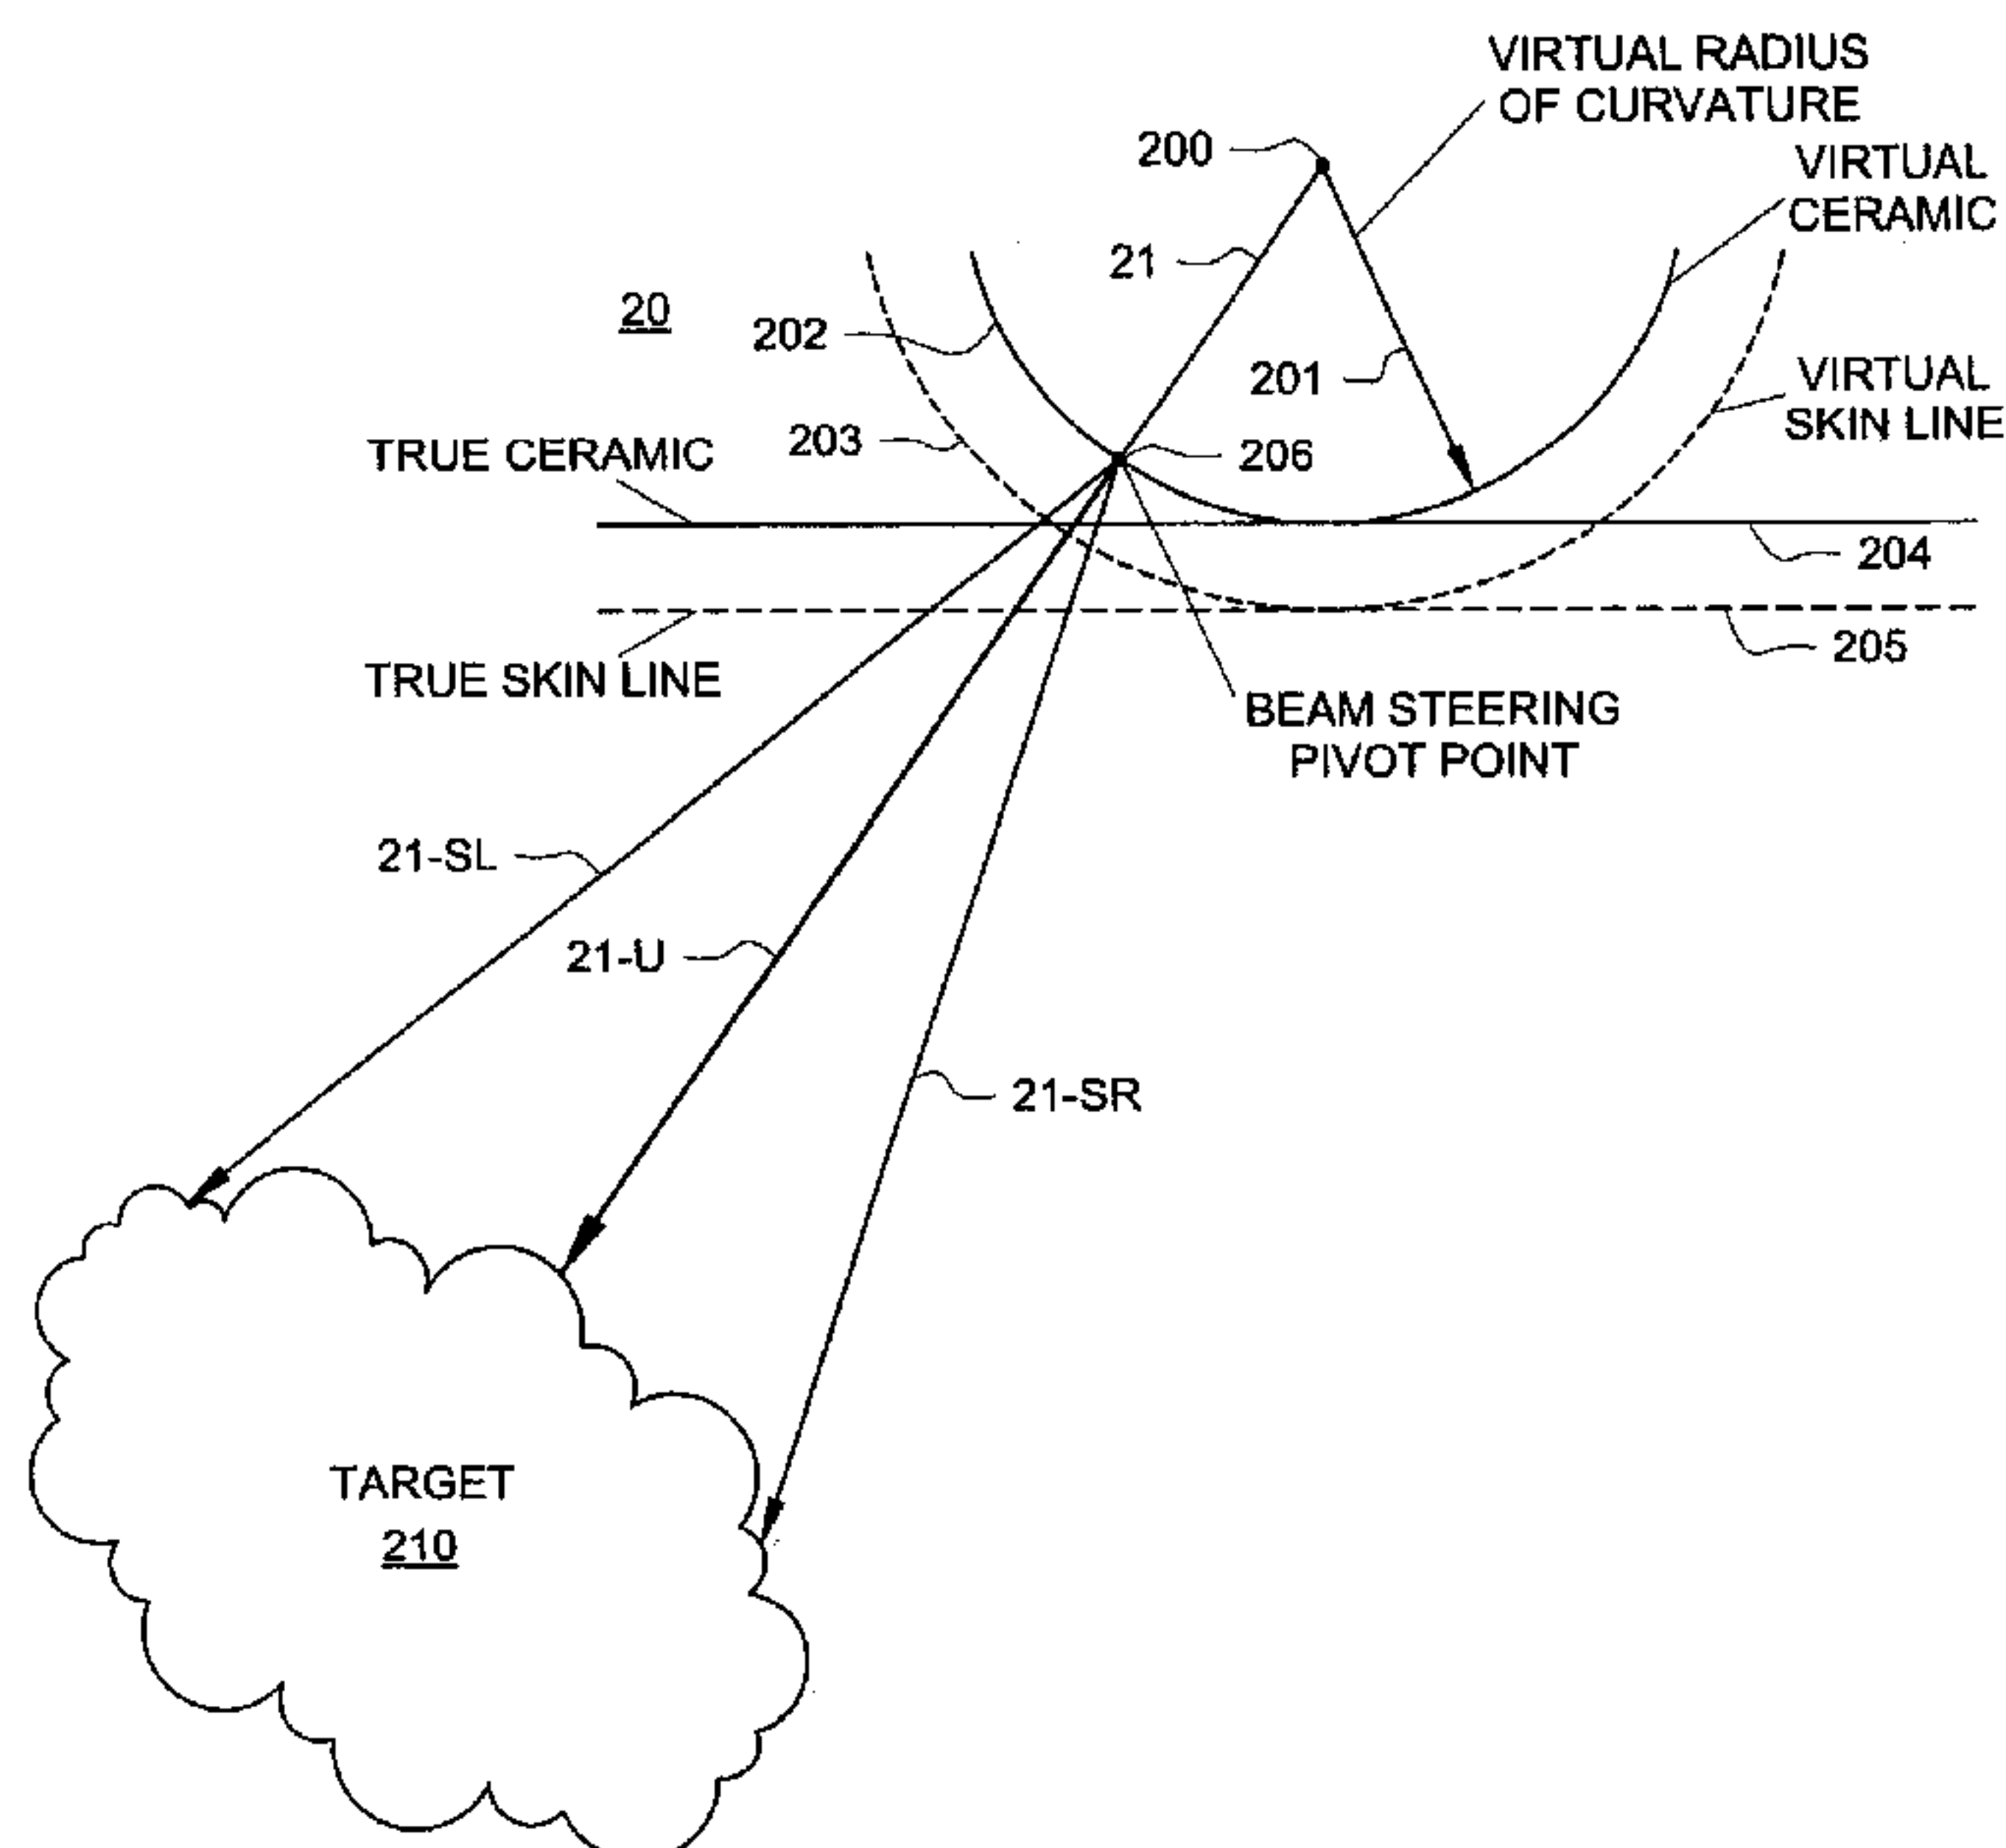 VIRTUAL RADIUS
OF CURVATURE
200
VIRTUAL
CERAMIC
21
20
202
201
VIRTUAL
SKIN LINE
203
TRUE CERAMIC
206
204
TRUE SKIN LINE
205
BEAM STEERING
PIVOT POINT
21-SL
21-U
21-SR
TARGET
210